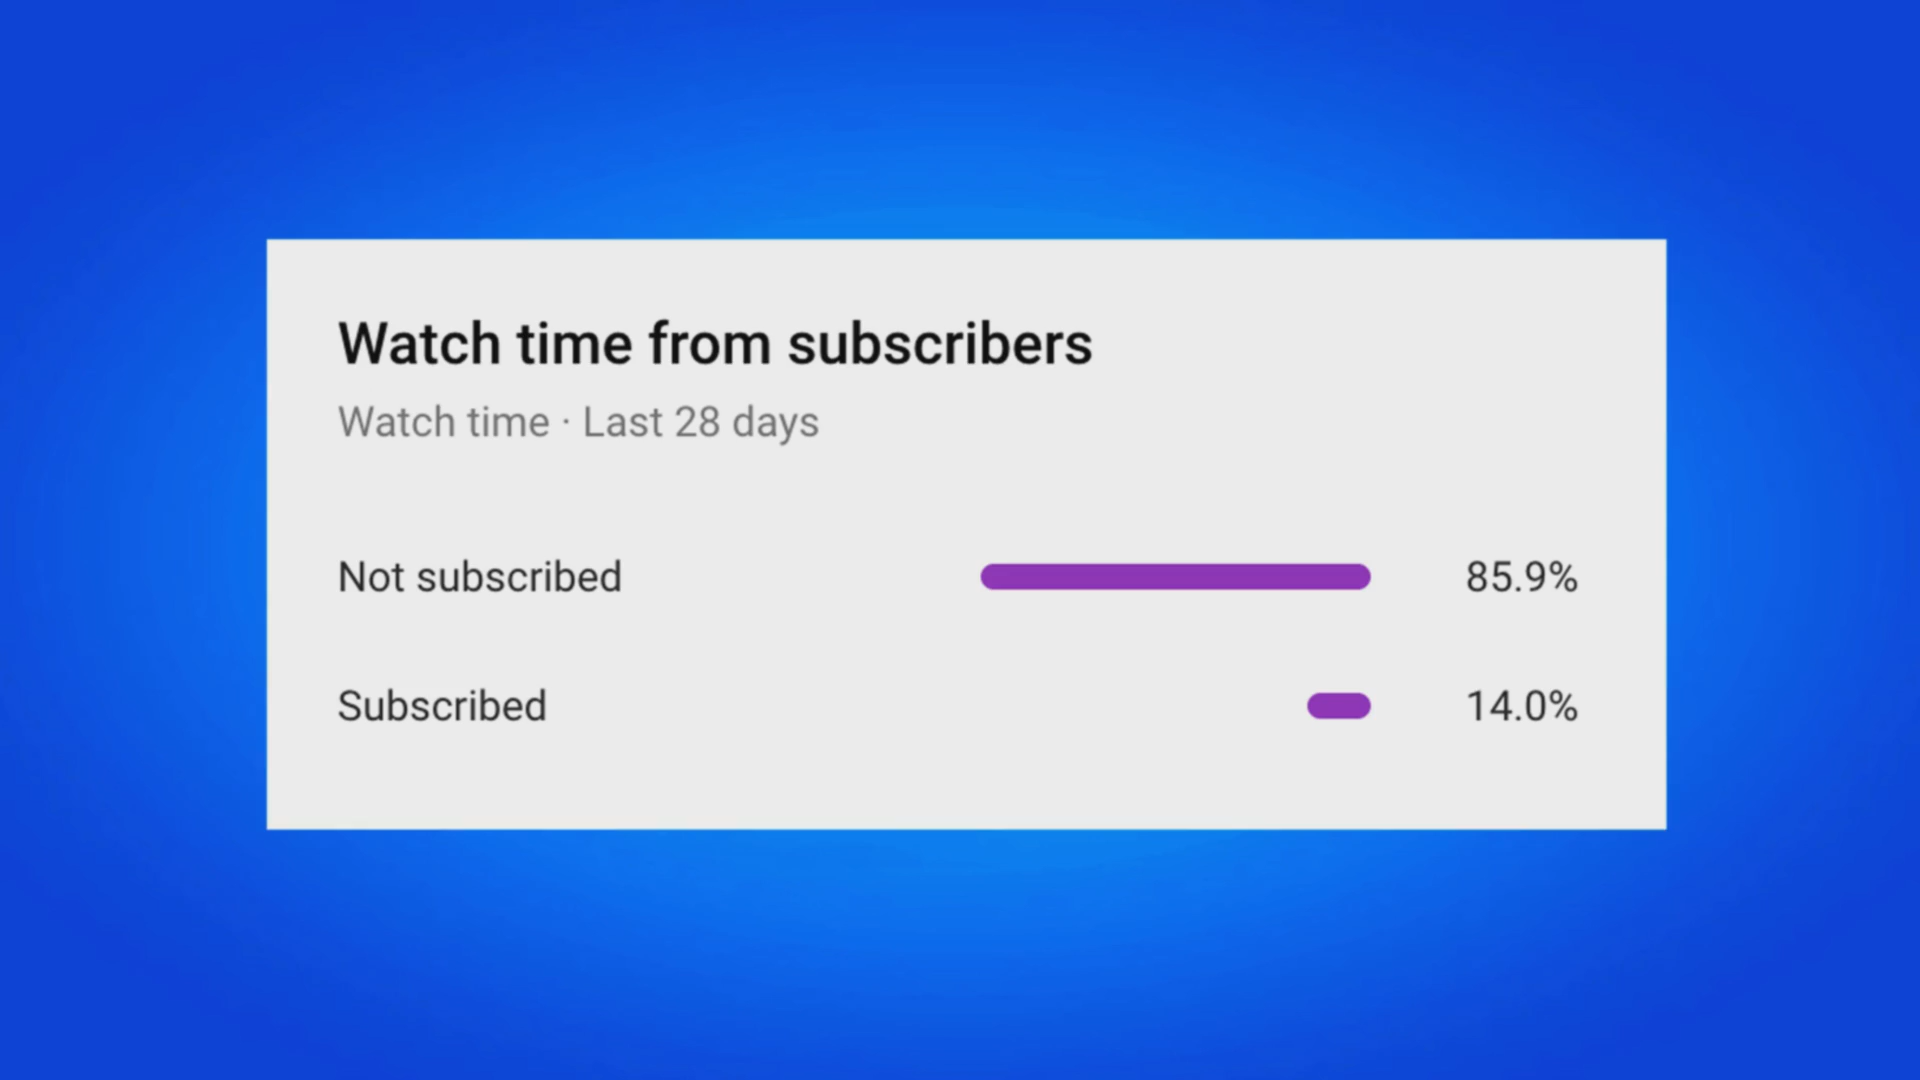 Watch time from subscribers
Watch time · Last 28 days
Not subscribed 85.9%
Subscribed 14.0%